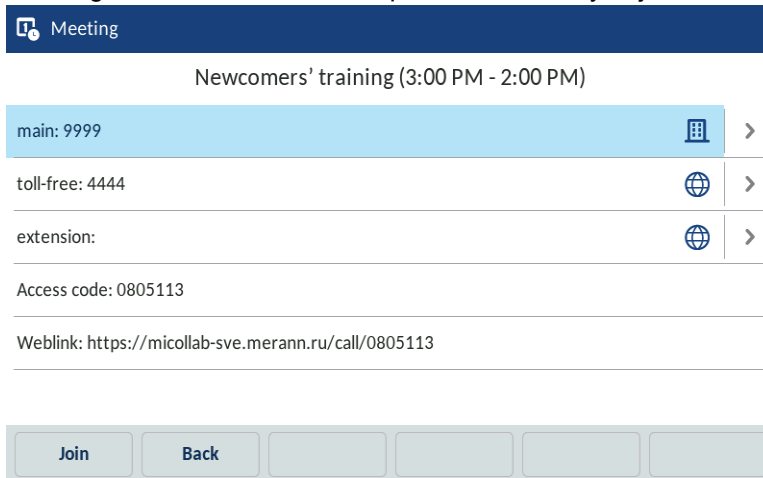 Meeting
Newcomers’ training (3:00 PM - 2:00 PM)
main: 9999
toll-free: 4444
extension:
Access code: 0805113
Weblink: https://micollab-sve.merann.ru/call/0805113
Join Back